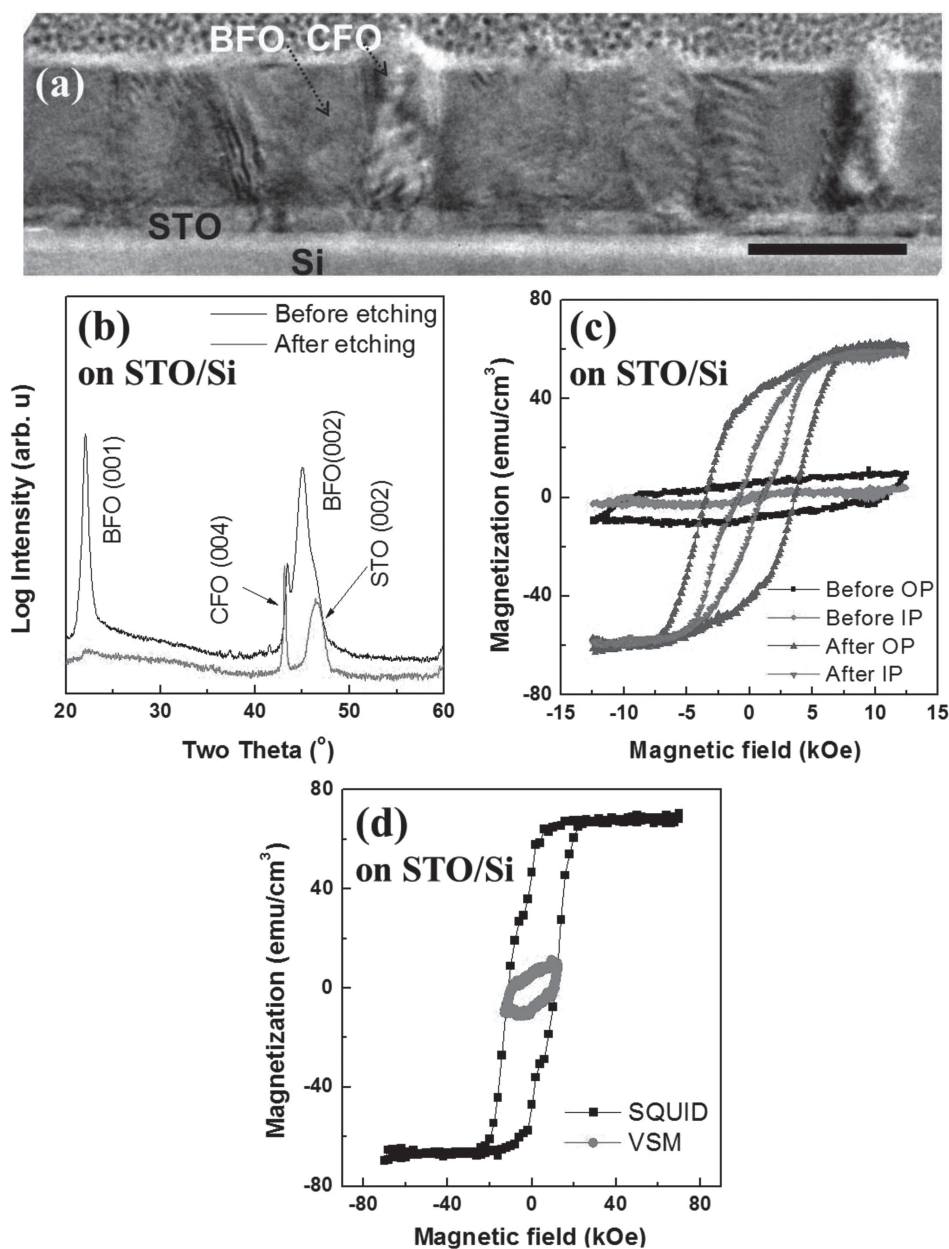 BFO CFO
(a)
STO
Si
(b)
on STO/Si
Before etching
After etching
BFO (001)
CFO (004)
BFO(002)
STO (002)
Log Intensity (arb. u)
20 30 40 50 60
Two Theta (°)
(c)
on STO/Si
80
40
0
-40
-80
Magnetization (emu/cm³)
Before OP
Before IP
After OP
After IP
-15 -10 -5 0 5 10 15
Magnetic field (kOe)
(d)
on STO/Si
80
40
0
-40
-80
Magnetization (emu/cm³)
SQUID
VSM
-80 -40 0 40 80
Magnetic field (kOe)